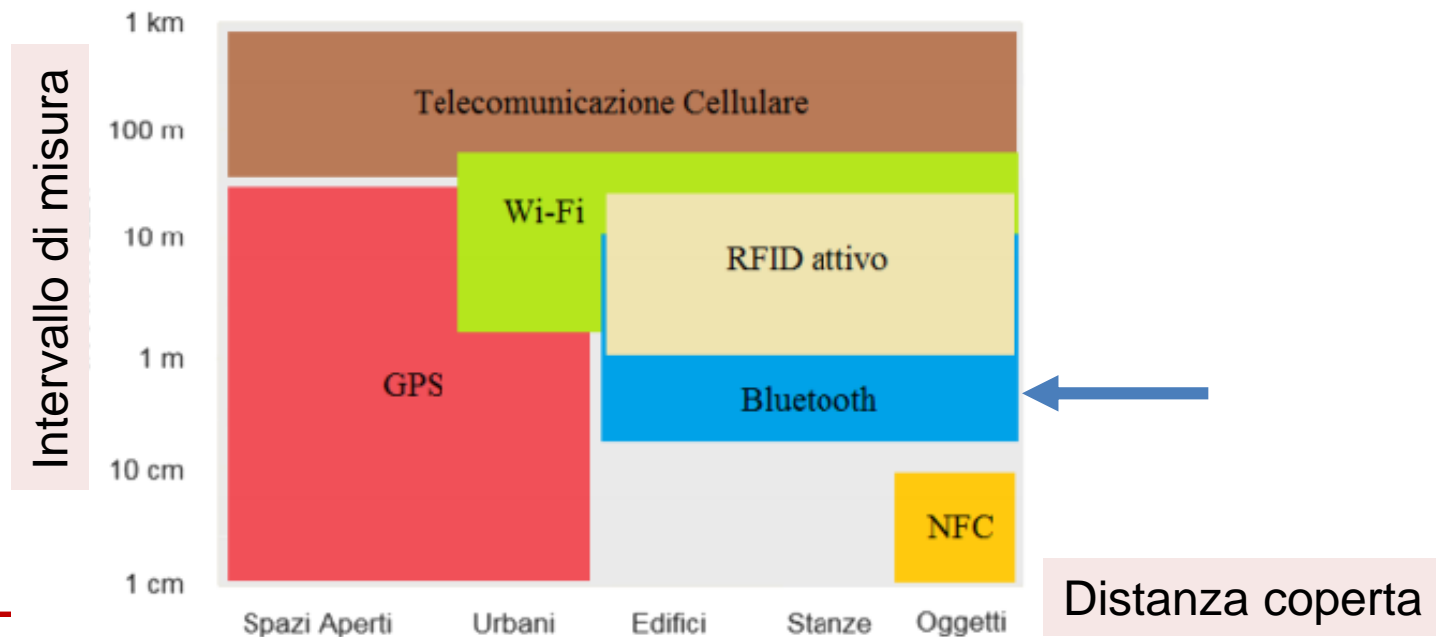 Intervallo di misura
1 km
100 m
10 m
1 m
10 cm
1 cm
Telecomunicazione Cellulare
Wi-Fi
RFID attivo
GPS
Bluetooth
NFC
Spazi Aperti
Urbani
Edifici
Stanze
Oggetti
Distanza coperta